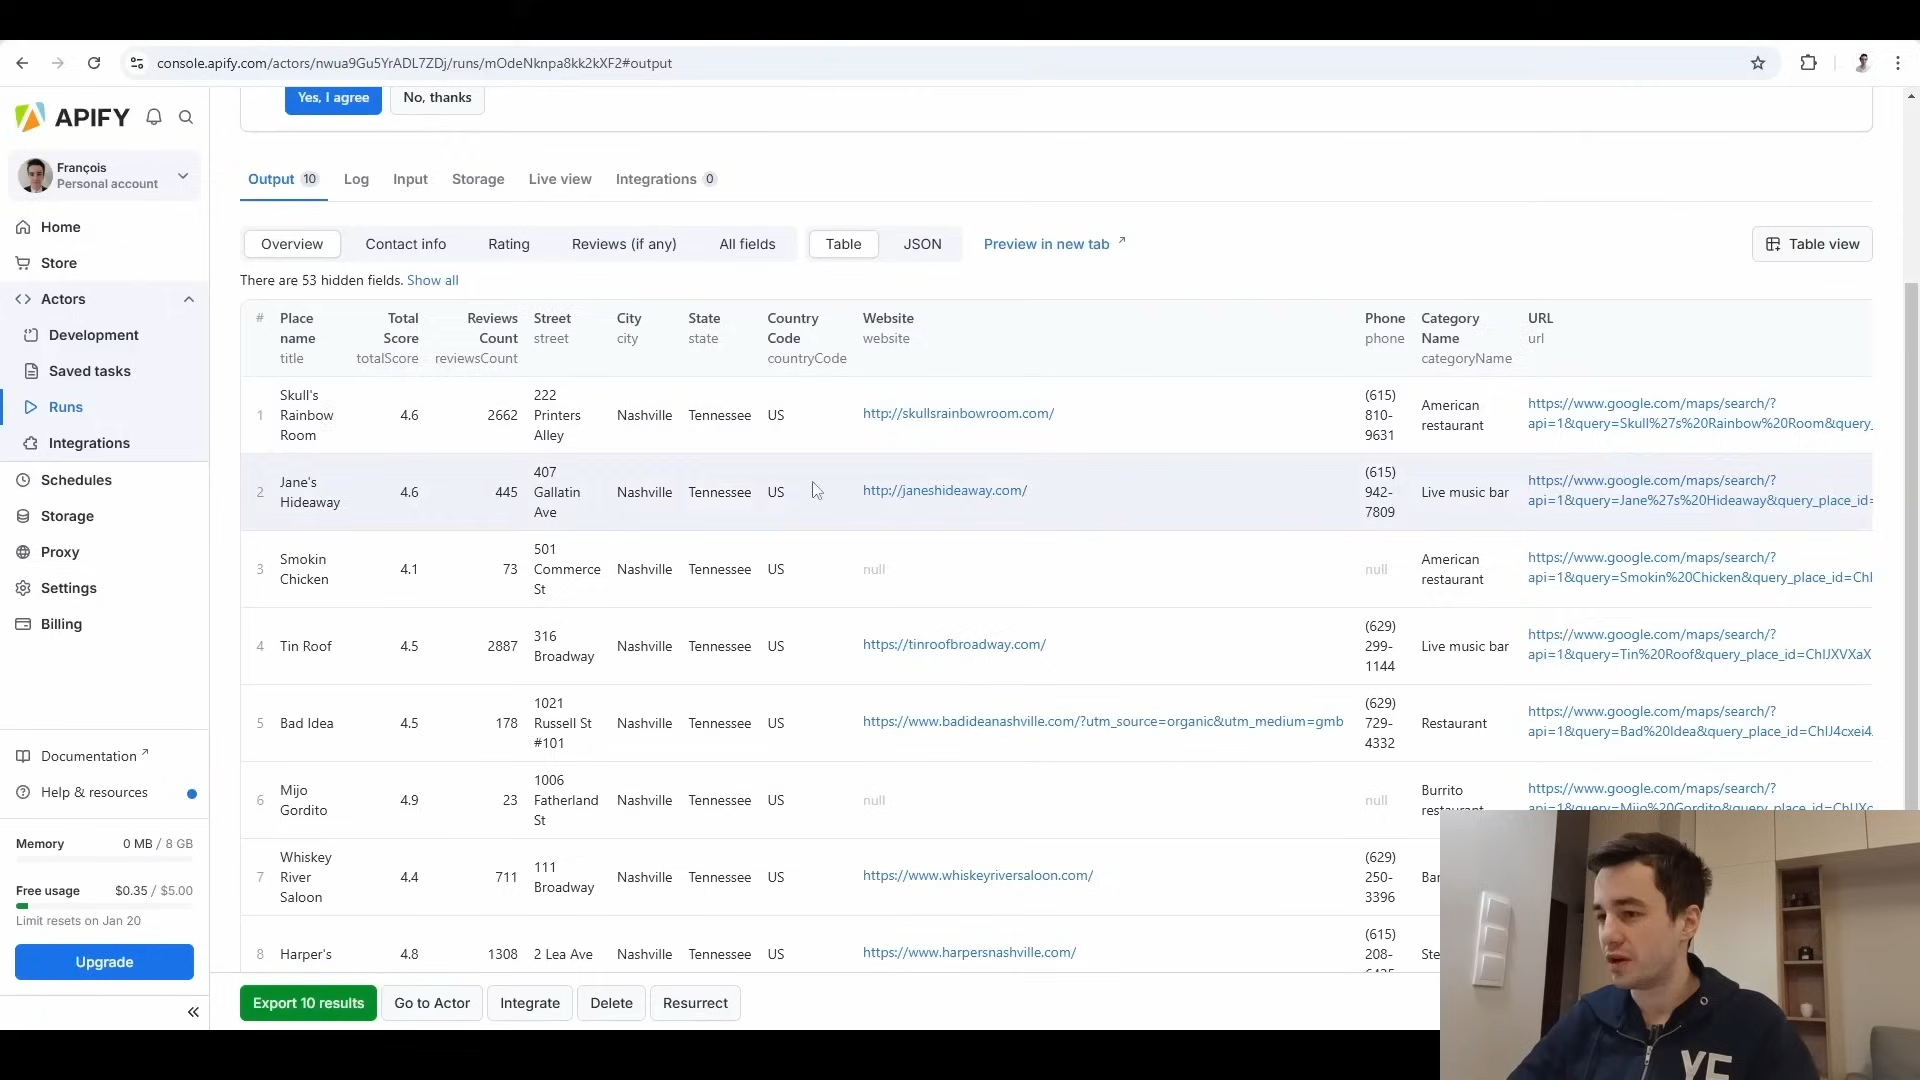 console.apify.com/actors/nwua9Gu5YrADL7ZDj/runs/mOdeNknpa8kk2kXF2#output
APIFY
François
Personal account
Home
Store
Actors
Development
Saved tasks
Runs
Integrations
Schedules
Storage
Proxy
Settings
Billing
Documentation
Help & resources
Memory 0 MB / 8 GB
Free usage $0.35 / $5.00
Limit resets on Jan 20
Upgrade
Yes, I agree No, thanks
Output 10 Log Input Storage Live view Integrations 0
Overview Contact info Rating Reviews (if any) All fields Table JSON Preview in new tab Table view
There are 53 hidden fields. Show all
# Place name title Total Score totalScore Reviews Count reviewsCount Street street City city State state Country Code countryCode Website website Phone phone Category Name categoryName URL url
1 Skull's Rainbow Room 4.6 2662 222 Printers Alley Nashville Tennessee US http://skullsrainbowroom.com/ (615) 810-9631 American restaurant https://www.google.com/maps/search/?api=1&query=Skull%27s%20Rainbow%20Room&query_
2 Jane's Hideaway 4.6 445 407 Gallatin Ave Nashville Tennessee US http://janeshideaway.com/ (615) 942-7809 Live music bar https://www.google.com/maps/search/?api=1&query=Jane%27s%20Hideaway&query_place_id=
3 Smokin Chicken 4.1 73 501 Commerce St Nashville Tennessee US null null American restaurant https://www.google.com/maps/search/?api=1&query=Smokin%20Chicken&query_place_id=ChI
4 Tin Roof 4.5 2887 316 Broadway Nashville Tennessee US https://tinroofbroadway.com/ (629) 299-1144 Live music bar https://www.google.com/maps/search/?api=1&query=Tin%20Roof&query_place_id=ChIJXVXaX
5 Bad Idea 4.5 178 1021 Russell St #101 Nashville Tennessee US https://www.badideanashville.com/?utm_source=organic&utm_medium=gmb (629) 729-4332 Restaurant https://www.google.com/maps/search/?api=1&query=Bad%20Idea&query_place_id=ChIJ4cxei4
6 Mijo Gordito 4.9 23 1006 Fatherland St Nashville Tennessee US null null Burrito restaurant https://www.google.com/maps/search/?
7 Whiskey River Saloon 4.4 711 111 Broadway Nashville Tennessee US https://www.whiskeyriversaloon.com/ (629) 250-3396 Bar
8 Harper's 4.8 1308 2 Lea Ave Nashville Tennessee US https://www.harpersnashville.com/ (615) 208- Ste
Export 10 results Go to Actor Integrate Delete Resurrect